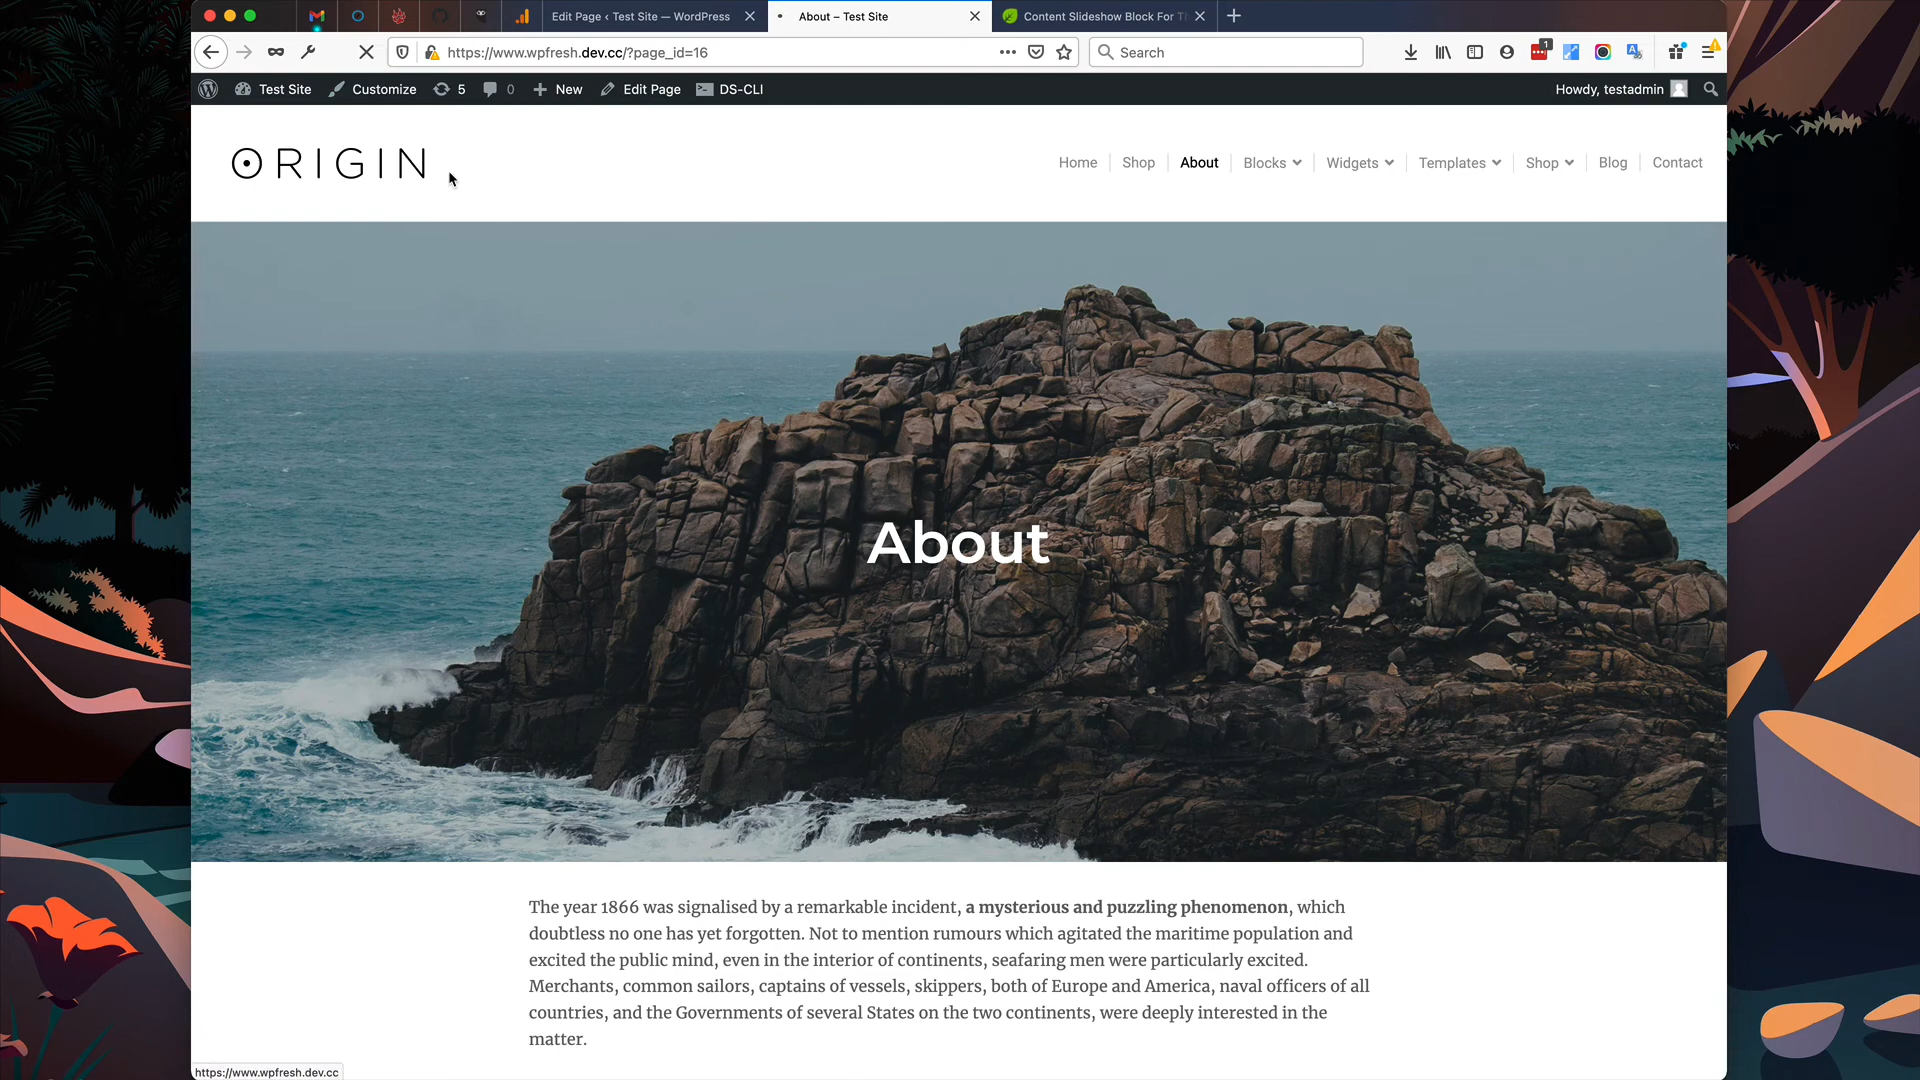 Edit Page ‹ Test Site — WordPress
About – Test Site
Content Slideshow Block For T
https://www.wpfresh.dev.cc/?page_id=16
Search
1
Test Site
Customize
5
0
New
Edit Page
DS-CLI
Howdy, testadmin
ORIGIN
Home
Shop
About
Blocks
Widgets
Templates
Shop
Blog
Contact
About
The year 1866 was signalised by a remarkable incident, a mysterious and puzzling phenomenon, which
doubtless no one has yet forgotten. Not to mention rumours which agitated the maritime population and
excited the public mind, even in the interior of continents, seafaring men were particularly excited.
Merchants, common sailors, captains of vessels, skippers, both of Europe and America, naval officers of all
countries, and the Governments of several States on the two continents, were deeply interested in the
matter.
https://www.wpfresh.dev.cc